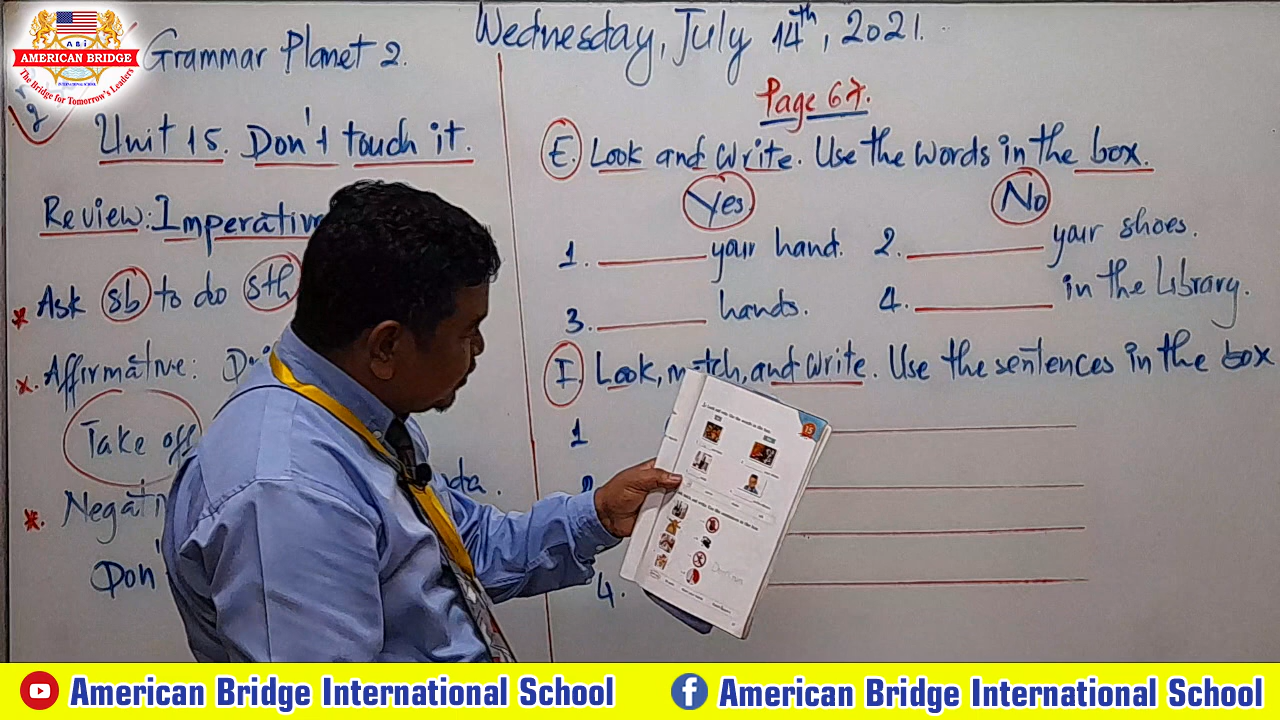 A & i
AMERICAN BRIDGE
INTERNATIONAL SCHOOL
The Bridge for Tomorrow's Leaders
Grammar Planet 2.
Wednesday, July 14th, 2021.
Unit 15. Don't touch it.
Review: Imperative
* Ask sb to do sth
* Affirmative:
Take off
* Negati
Don'
Page 67.
E. Look and write. Use the words in the box.
Yes No
1. ______ your hand. 2. ______ your shoes.
3. ______ hands. 4. ______ in the Library.
I. Look, match, and write. Use the sentences in the box
1
4.
15
American Bridge International School
American Bridge International School